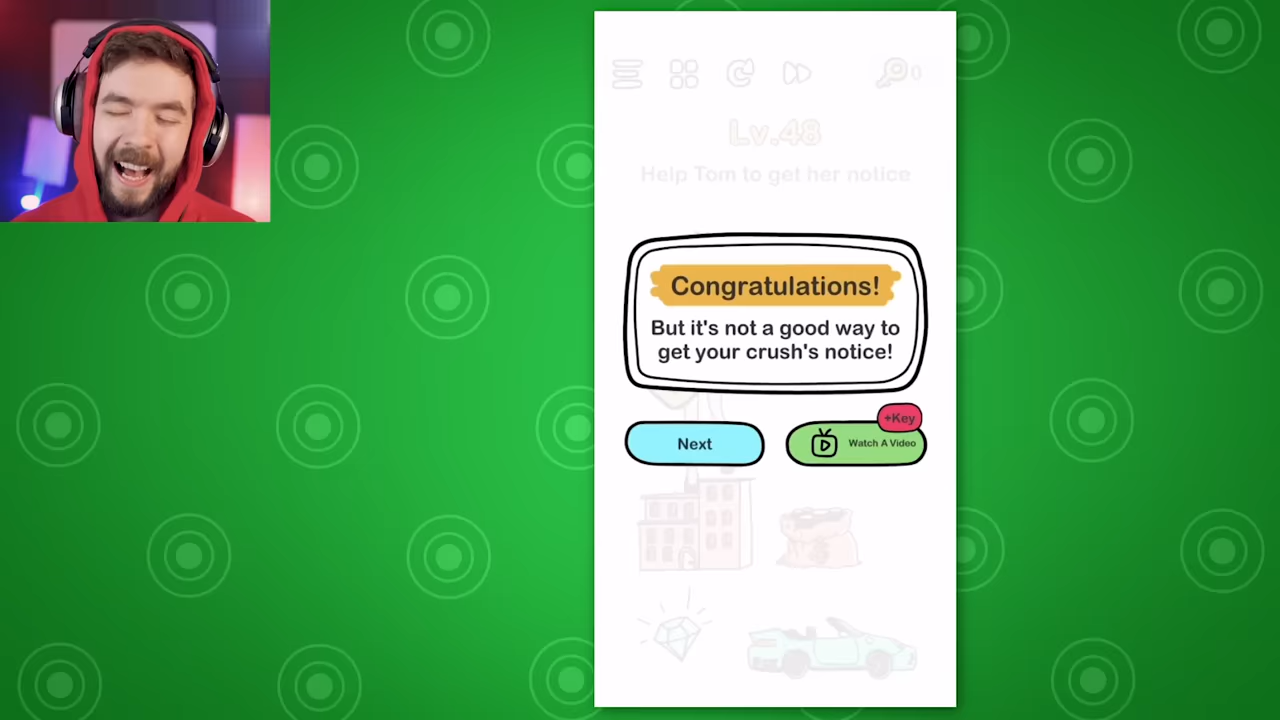 0
Lv.48
Help Tom to get her notice
Congratulations!
But it's not a good way to
get your crush's notice!
+Key
Next
Watch A Video